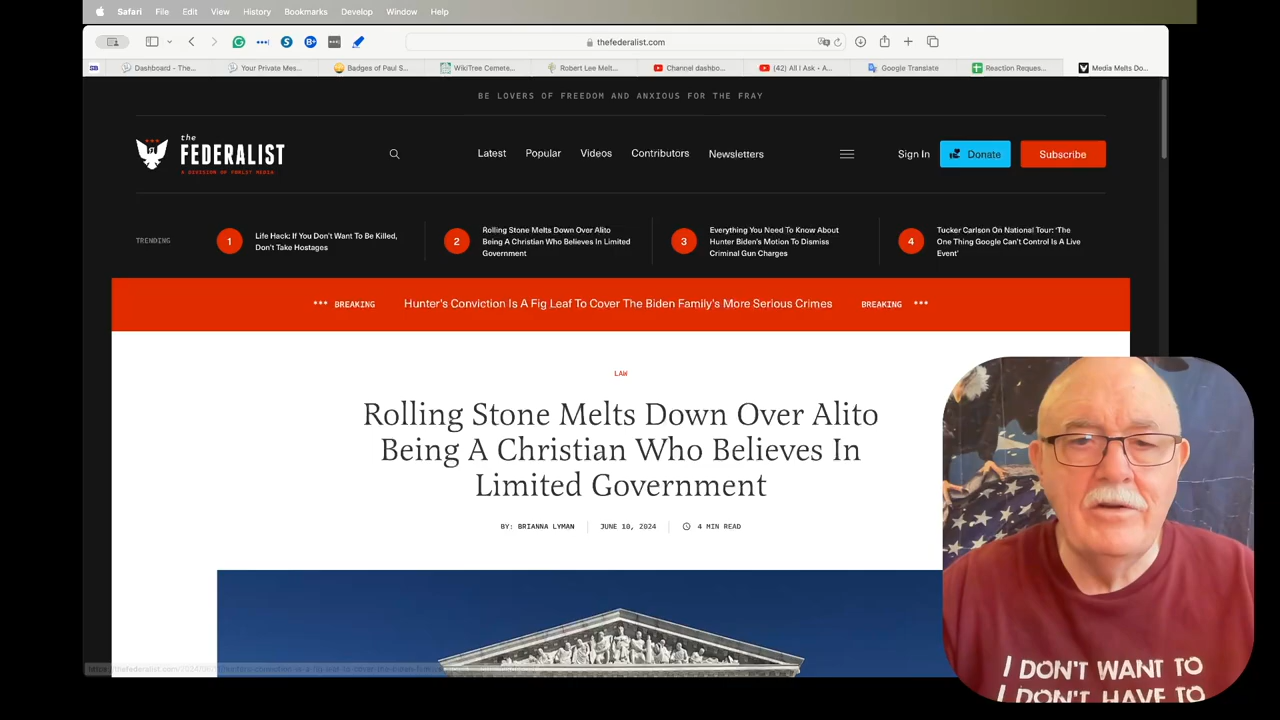 Safari File Edit View History Bookmarks Develop Window Help
thefederalist.com
SB Dashboard - The... Your Private Mes... Badges of Paul S... WikiTree Cemete... Robert Lee Melt... Channel dashbo... (42) All I Ask • A... Google Translate Reaction Reques... Media Melts Do...
BE LOVERS OF FREEDOM AND ANXIOUS FOR THE FRAY
the
FEDERALIST
A DIVISION OF FDRLST MEDIA
Latest Popular Videos Contributors Newsletters Sign In Donate Subscribe
TRENDING
1 Life Hack: If You Don't Want To Be Killed,
Don't Take Hostages
2 Rolling Stone Melts Down Over Alito
Being A Christian Who Believes In Limited
Government
3 Everything You Need To Know About
Hunter Biden's Motion To Dismiss
Criminal Gun Charges
4 Tucker Carlson On National Tour: 'The
One Thing Google Can't Control Is A Live
Event'
••• BREAKING Hunter's Conviction Is A Fig Leaf To Cover The Biden Family's More Serious Crimes BREAKING •••
LAW
Rolling Stone Melts Down Over Alito
Being A Christian Who Believes In
Limited Government
BY: BRIANNA LYMAN JUNE 10, 2024 4 MIN READ
I DON'T WANT TO
I DON'T HAVE TO